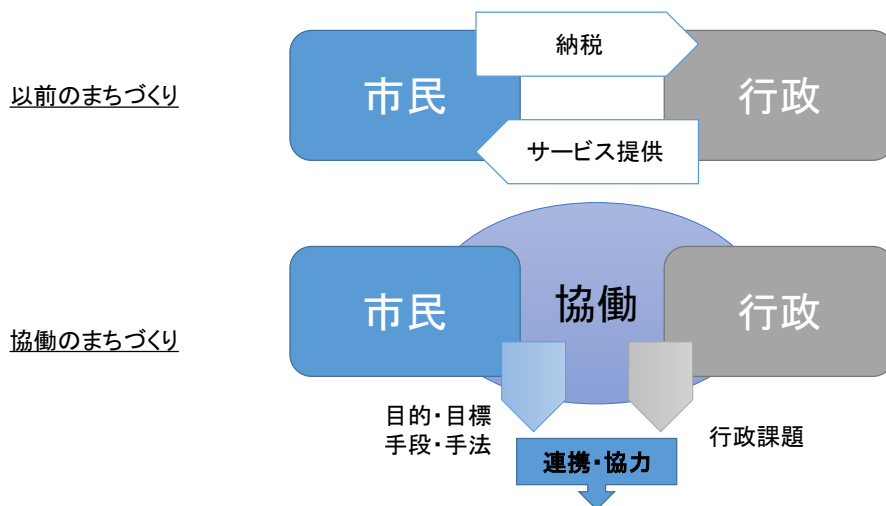 納税
以前のまちづくり
市民
行政
サービス提供
協働のまちづくり
市民
協働
行政
目的・目標
手段・手法
行政課題
連携・協力